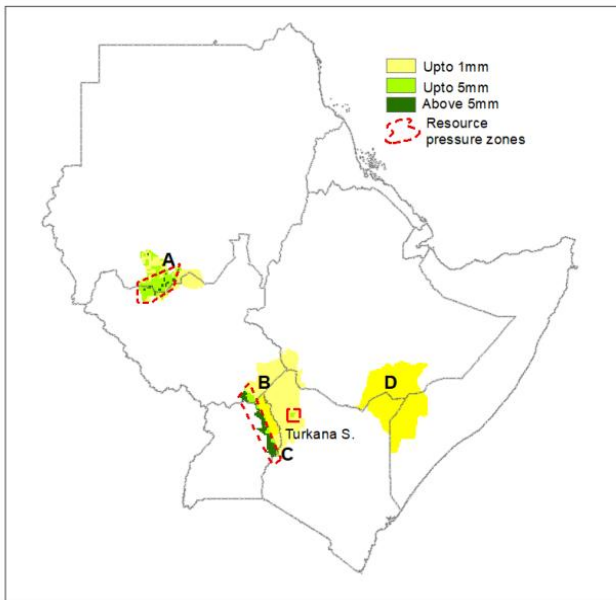 Upto 1mm
Upto 5mm
Above 5mm
Resource
pressure zones
A
B
D
Turkana S.
C